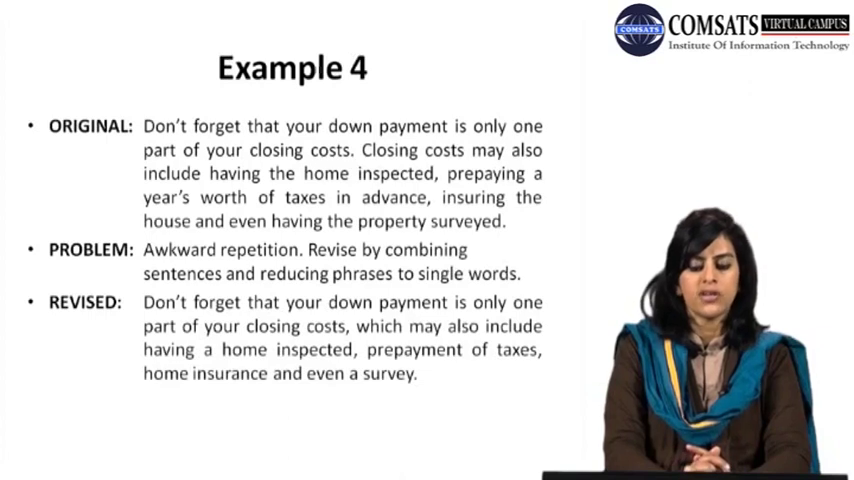 COMSATS VIRTUAL CAMPUS
COMSATS
Institute Of Information Technology
Example 4
• ORIGINAL: Don't forget that your down payment is only one
part of your closing costs. Closing costs may also
include having the home inspected, prepaying a
year's worth of taxes in advance, insuring the
house and even having the property surveyed.
• PROBLEM: Awkward repetition. Revise by combining
sentences and reducing phrases to single words.
• REVISED: Don't forget that your down payment is only one
part of your closing costs, which may also include
having a home inspected, prepayment of taxes,
home insurance and even a survey.